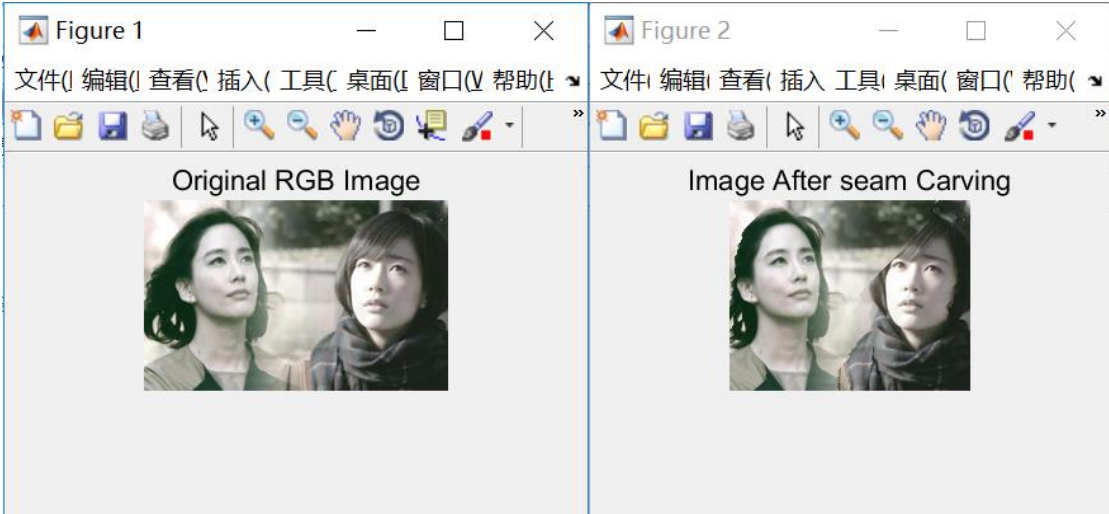 Figure 1
文件( 编辑( 查看( 插入( 工具( 桌面( 窗口( 帮助(
Original RGB Image
Figure 2
文件( 编辑( 查看( 插入 工具( 桌面( 窗口( 帮助(
Image After seam Carving